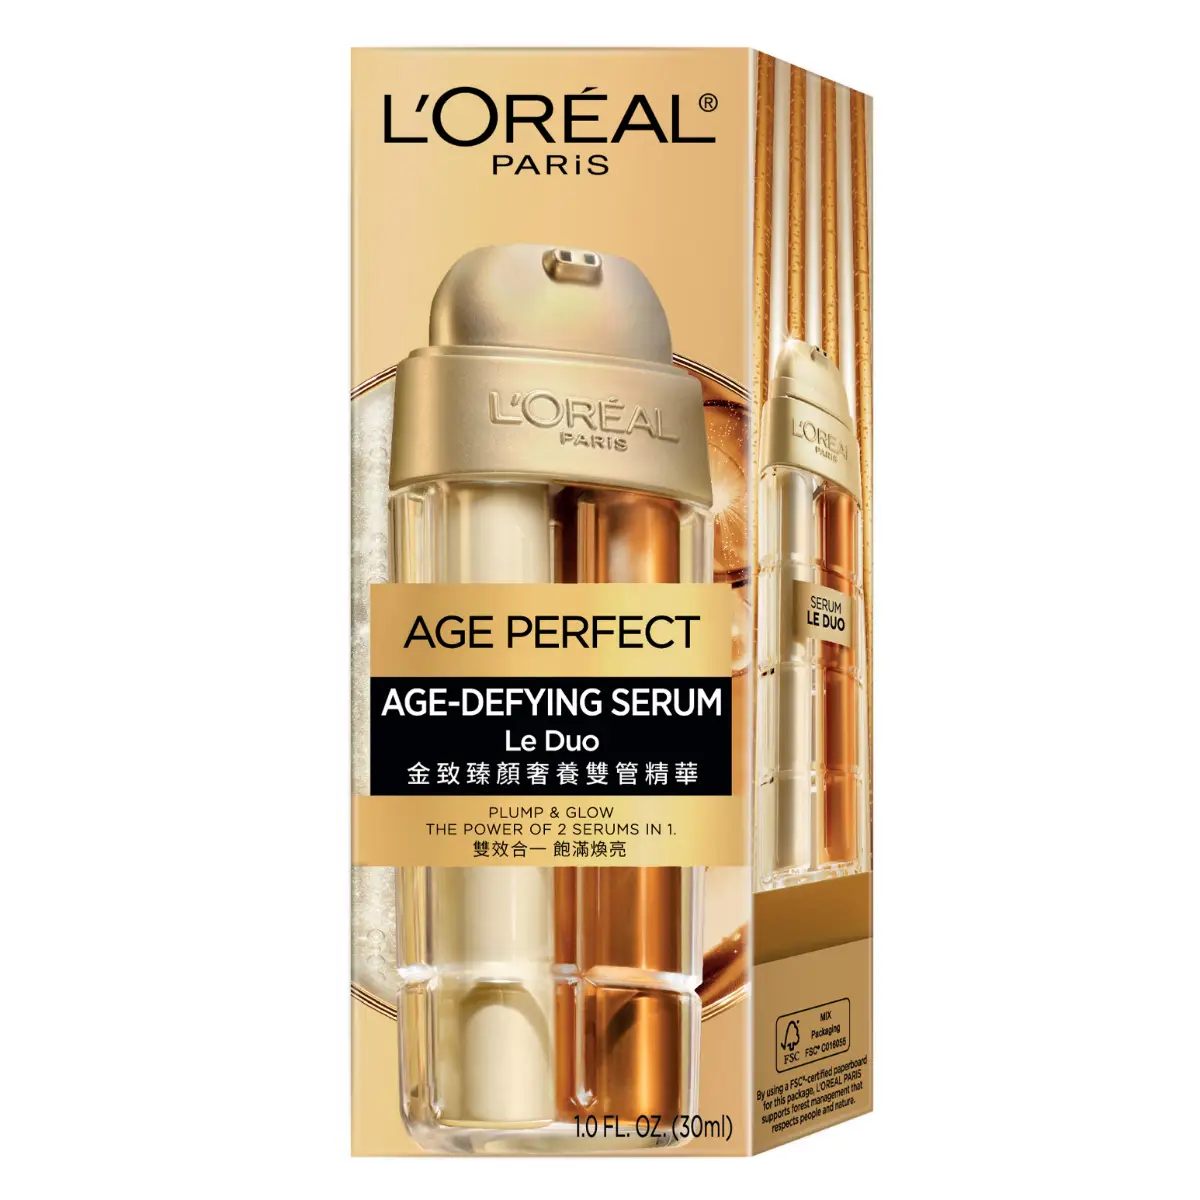 L'ORÉAL®
PARiS
L'ORÉAL
PARIS
AGE PERFECT
AGE-DEFYING SERUM
Le Duo
金致臻顏奢養雙管精華
PLUMP & GLOW
THE POWER OF 2 SERUMS IN 1.
雙效合一 飽滿煥亮
1.0 FL. OZ. (30ml)
L'ORÉAL
PARIS
SERUM
LE DUO
MIX
Packaging
FSC
FSC® C016056
By using a FSC®-certified paperboard
for this package, L'ORÉAL PARIS
supports forest management that
respects people and nature.